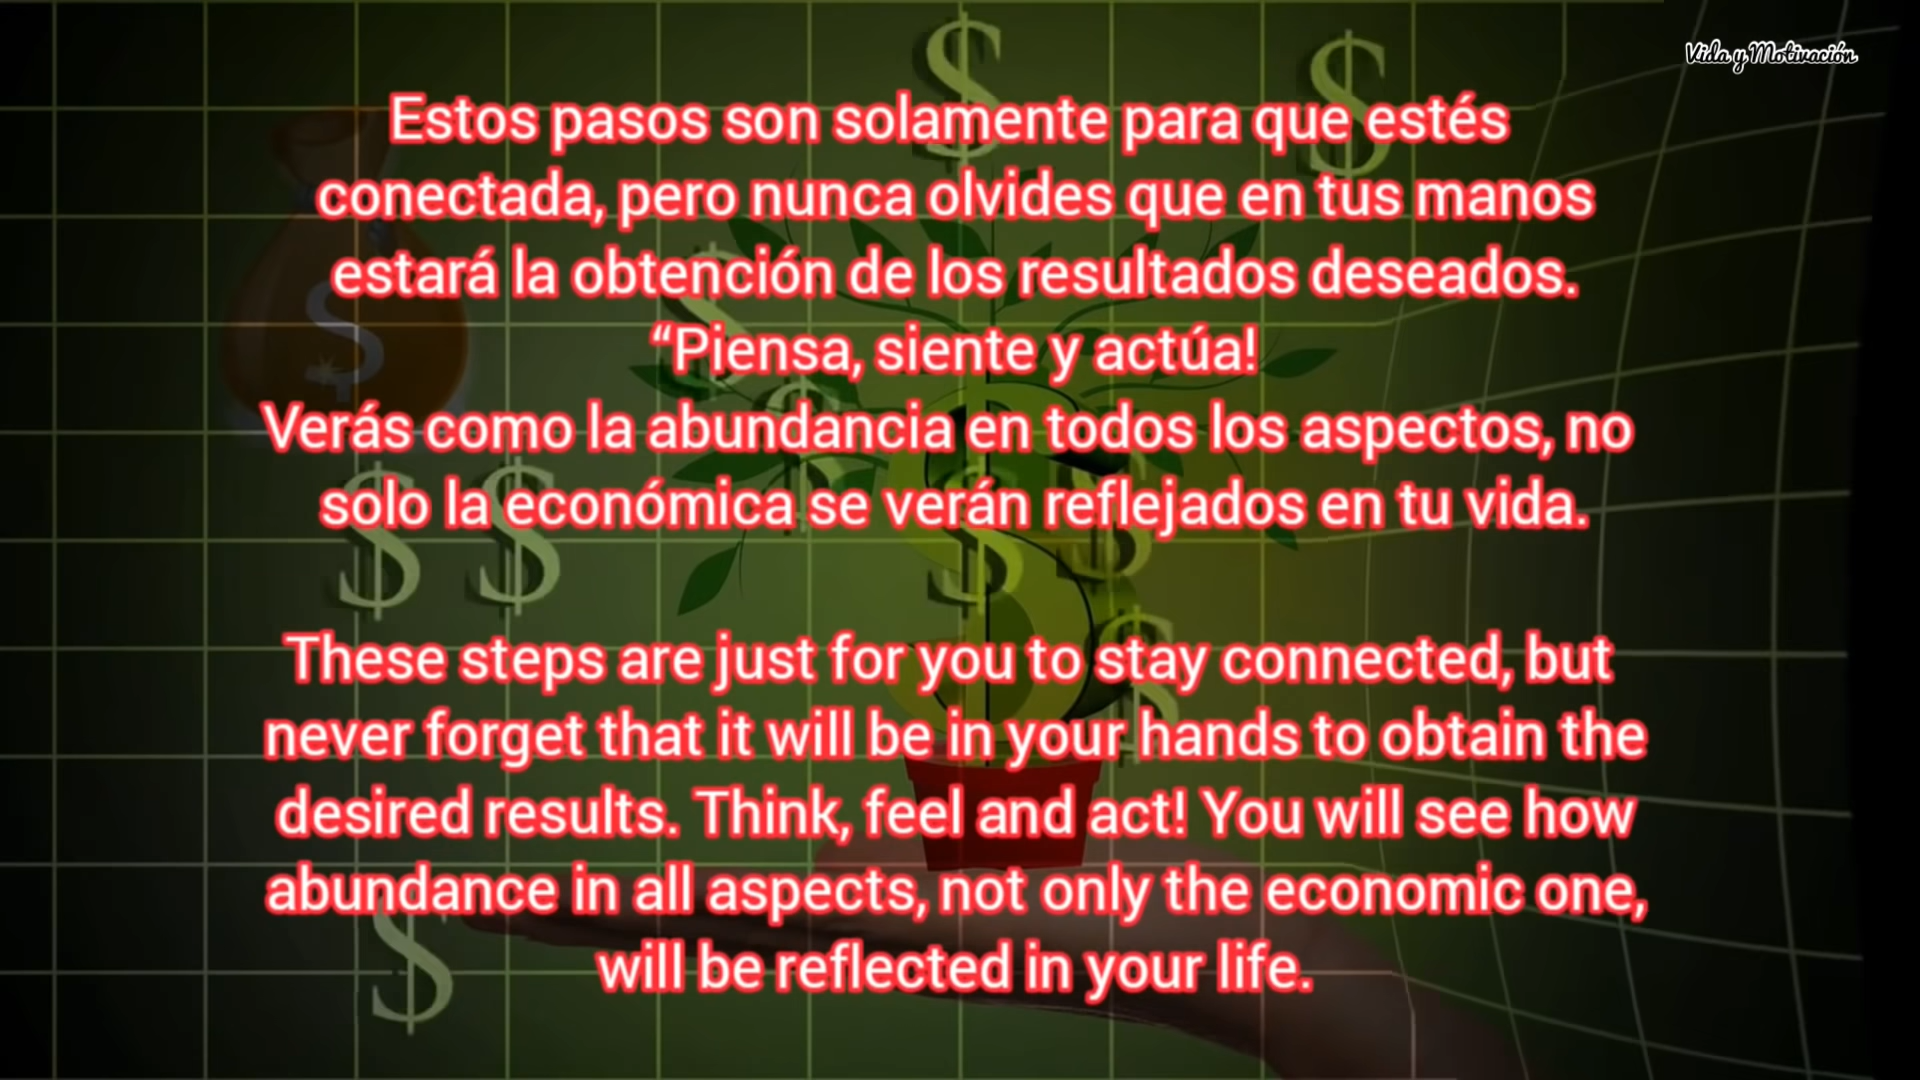 Vida y Motivación
Estos pasos son solamente para que estés
conectada, pero nunca olvides que en tus manos
estará la obtención de los resultados deseados.
“Piensa, siente y actúa!
Verás como la abundancia en todos los aspectos, no
solo la económica se verán reflejados en tu vida.
These steps are just for you to stay connected, but
never forget that it will be in your hands to obtain the
desired results. Think, feel and act! You will see how
abundance in all aspects, not only the economic one,
will be reflected in your life.